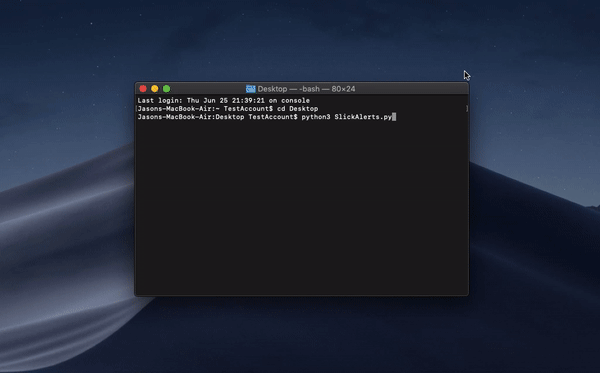 Desktop — -bash — 80×24
Last login: Thu Jun 25 21:39:21 on console
[Jasons-MacBook-Air:~ TestAccount$ cd Desktop ]
Jasons-MacBook-Air:Desktop TestAccount$ python3 SlickAlerts.py